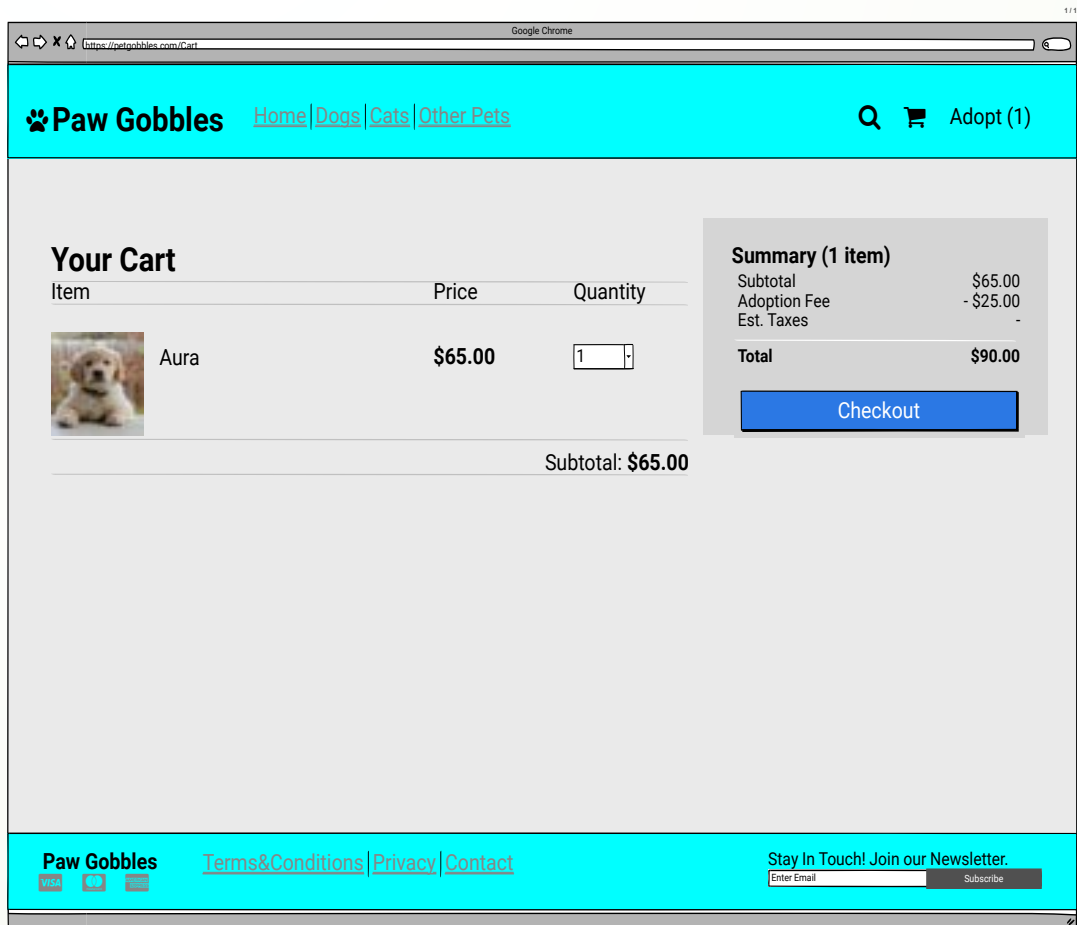 1 / 1
Google Chrome
https://petgobbles.com/Cart
Paw Gobbles Home Dogs Cats Other Pets Adopt (1)
Your Cart
Item Price Quantity
Aura $65.00 1
Subtotal: $65.00
Summary (1 item)
Subtotal $65.00
Adoption Fee - $25.00
Est. Taxes -
Total $90.00
Checkout
Paw Gobbles
VISA
Terms&Conditions Privacy Contact
Stay In Touch! Join our Newsletter.
Enter Email Subscribe